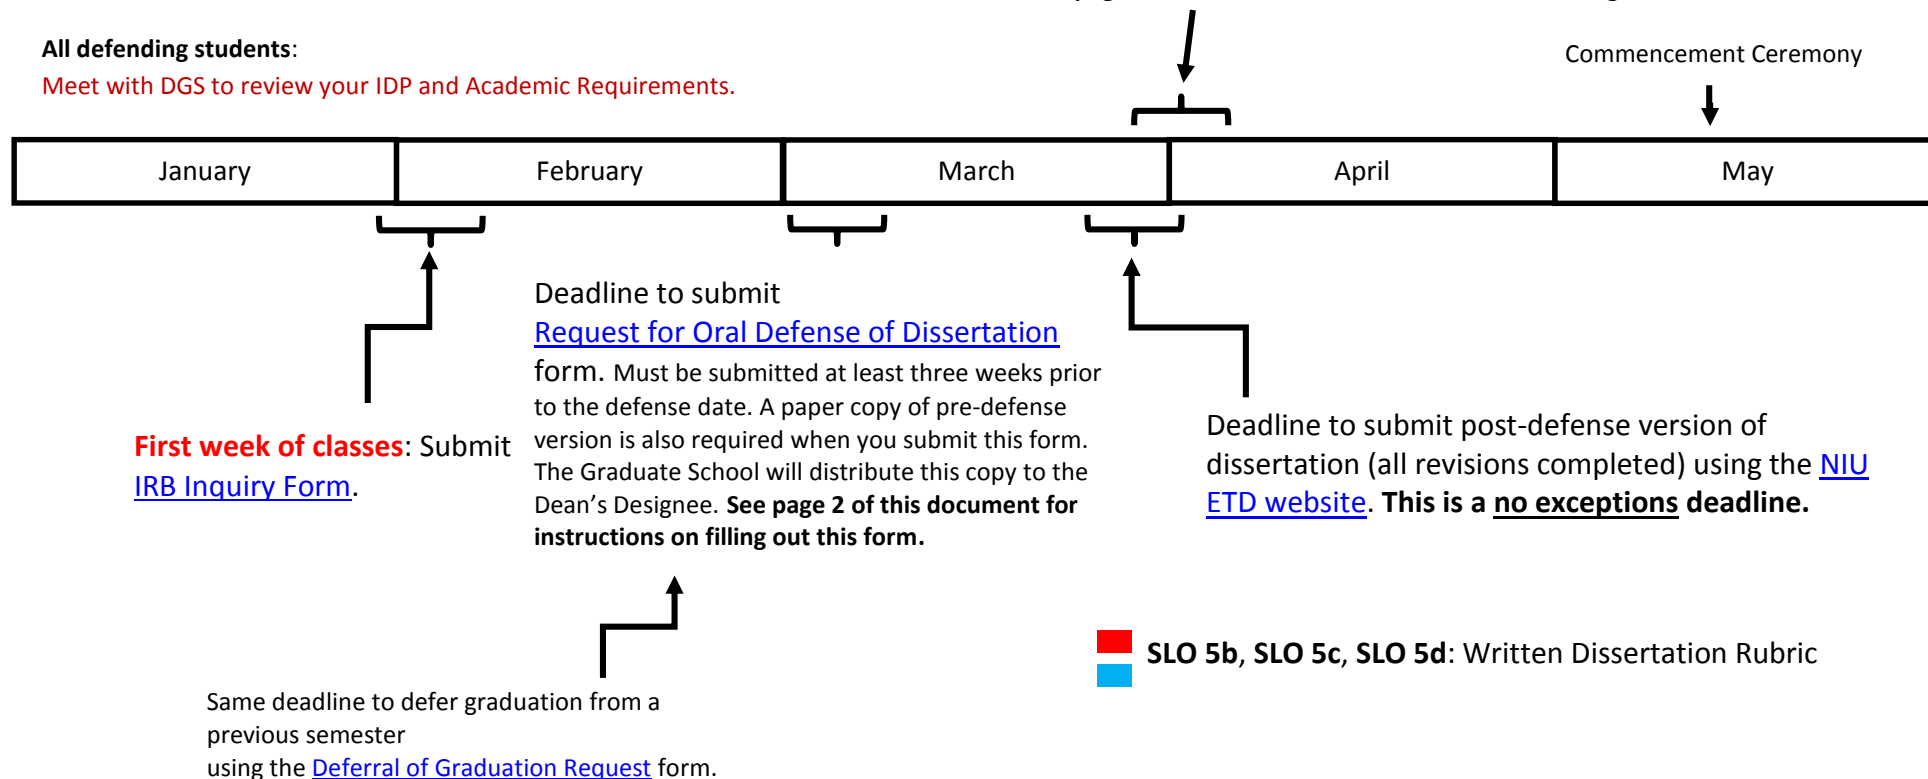 All defending students:
Meet with DGS to review your IDP and Academic Requirements.
Commencement Ceremony
January February March April May
First week of classes: Submit
IRB Inquiry Form.
Deadline to submit
Request for Oral Defense of Dissertation
form. Must be submitted at least three weeks prior
to the defense date. A paper copy of pre-defense
version is also required when you submit this form.
The Graduate School will distribute this copy to the
Dean’s Designee. See page 2 of this document for
instructions on filling out this form.
Deadline to submit post-defense version of
dissertation (all revisions completed) using the NIU
ETD website. This is a no exceptions deadline.
SLO 5b, SLO 5c, SLO 5d: Written Dissertation Rubric
Same deadline to defer graduation from a
previous semester
using the Deferral of Graduation Request form.